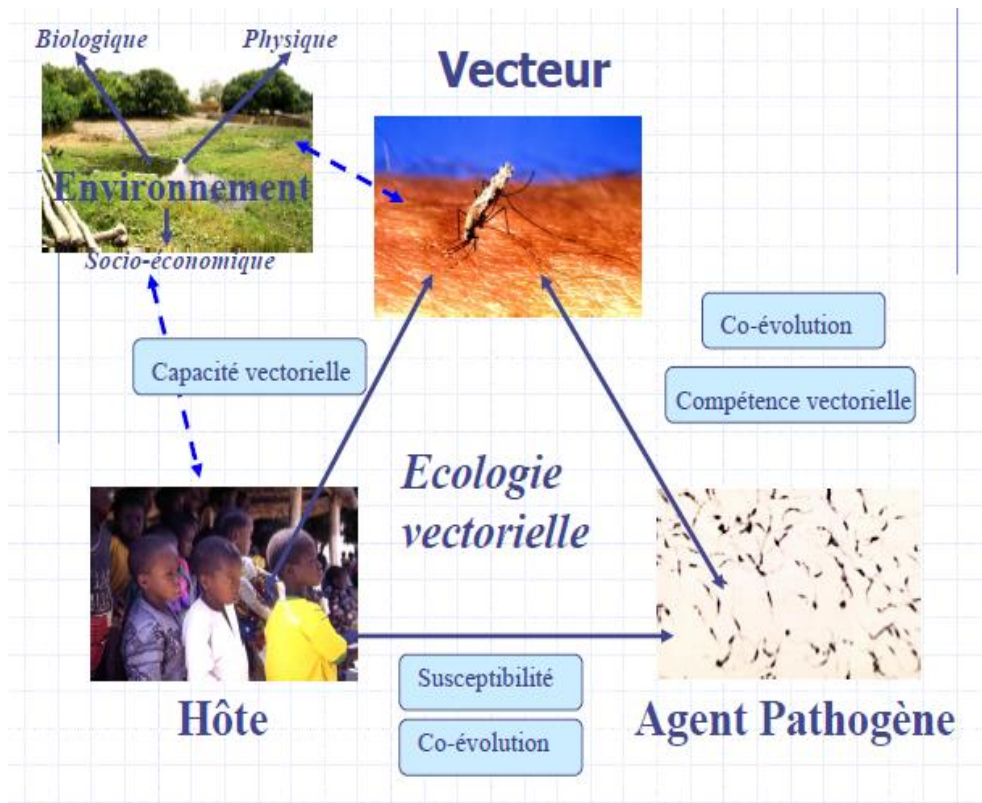 Biologique
Physique
Vecteur
Environnement
Socio-économique
Co-évolution
Capacité vectorielle
Compétence vectorielle
Ecologie
vectorielle
Susceptibilité
Hôte
Agent Pathogène
Co-évolution